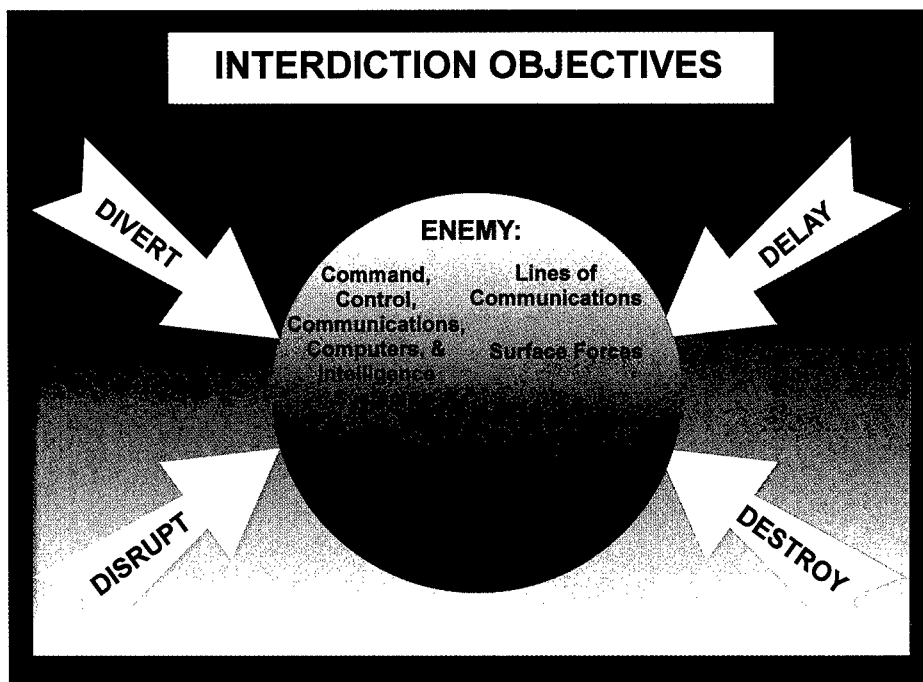 INTERDICTION OBJECTIVES
DIVERT
DELAY
ENEMY:
Command,
Control,
Communications,
Computers, &
Intelligence
Lines of
Communications
Surface Forces
DISRUPT
DESTROY